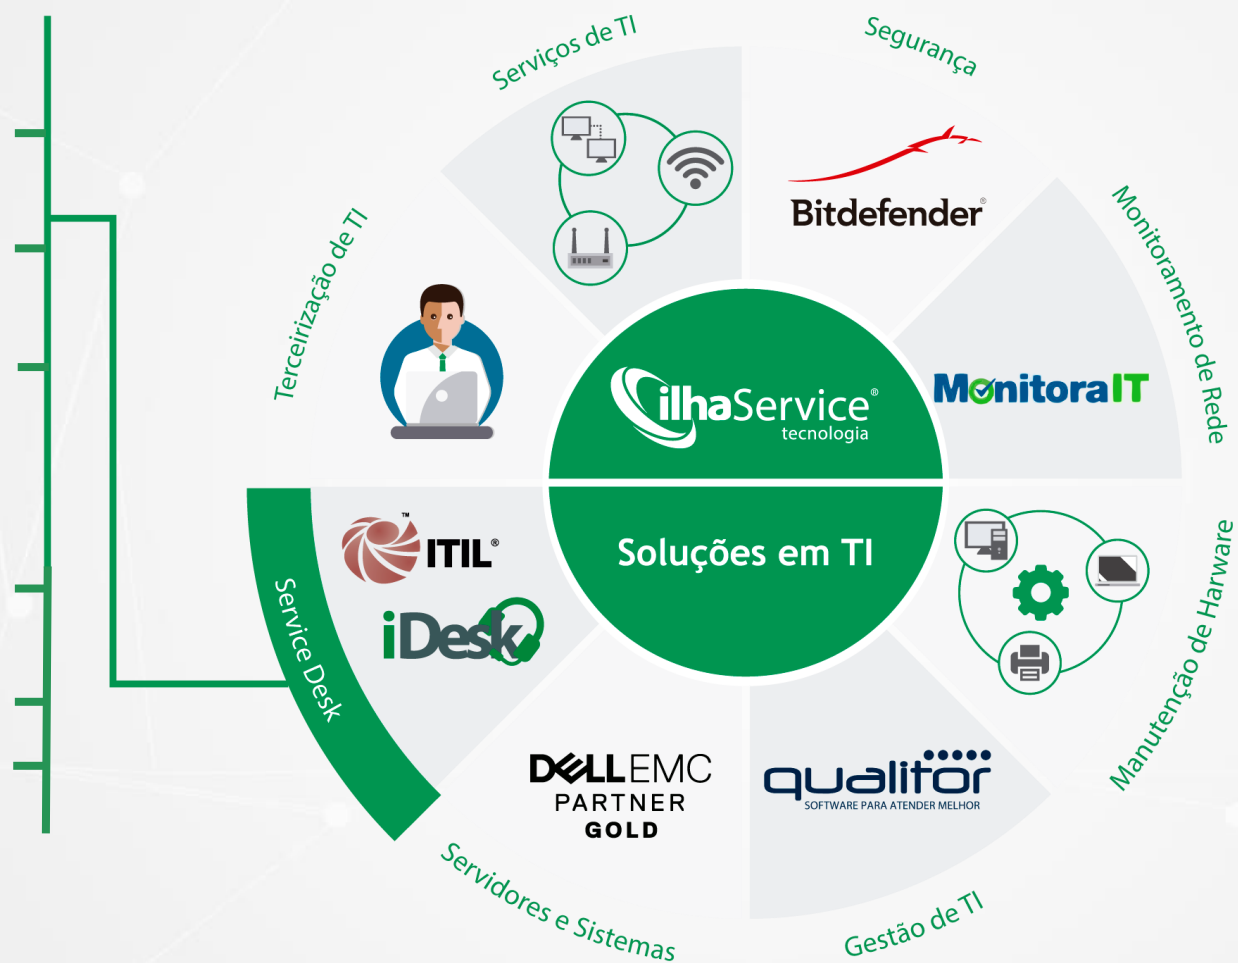 Serviços de TI
Segurança
Bitdefender®
Terceirização de TI
Monitoramento de Rede
MonitoraIT
ilhaService®
tecnologia
Soluções em TI
ITIL®
™
iDesk
Service Desk
Manutenção de Harware
DELLEMC
PARTNER
GOLD
qualitor
SOFTWARE PARA ATENDER MELHOR
Servidores e Sistemas
Gestão de TI